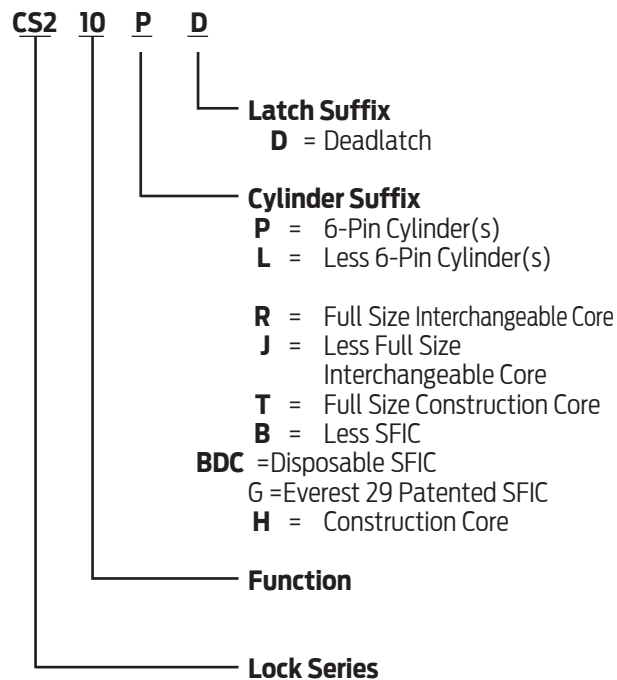 CS2 10 P D
Latch Suffix
D = Deadlatch
Cylinder Suffix
P = 6-Pin Cylinder(s)
L = Less 6-Pin Cylinder(s)
R = Full Size Interchangeable Core
J = Less Full Size
Interchangeable Core
T = Full Size Construction Core
B = Less SFIC
BDC =Disposable SFIC
G =Everest 29 Patented SFIC
H = Construction Core
Function
Lock Series